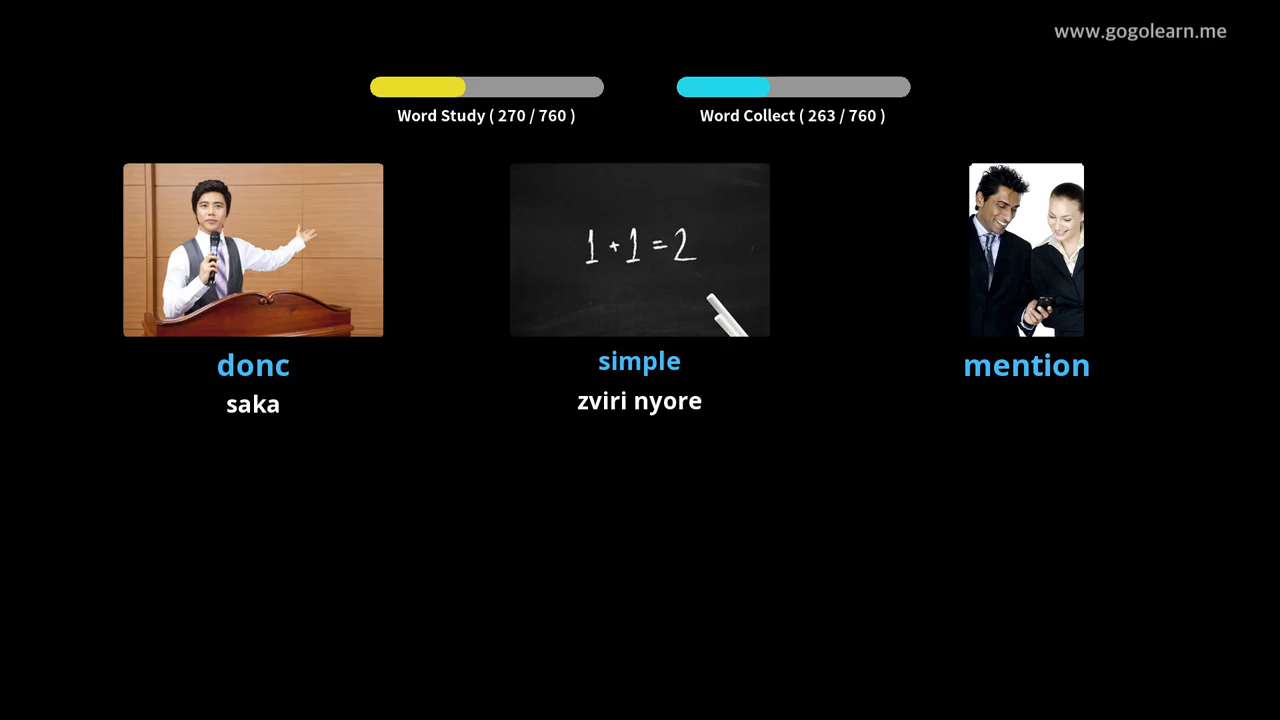 www.gogolearn.me
Word Study ( 270 / 760 )
Word Collect ( 263 / 760 )
1 + 1 = 2
donc
saka
simple
zviri nyore
mention